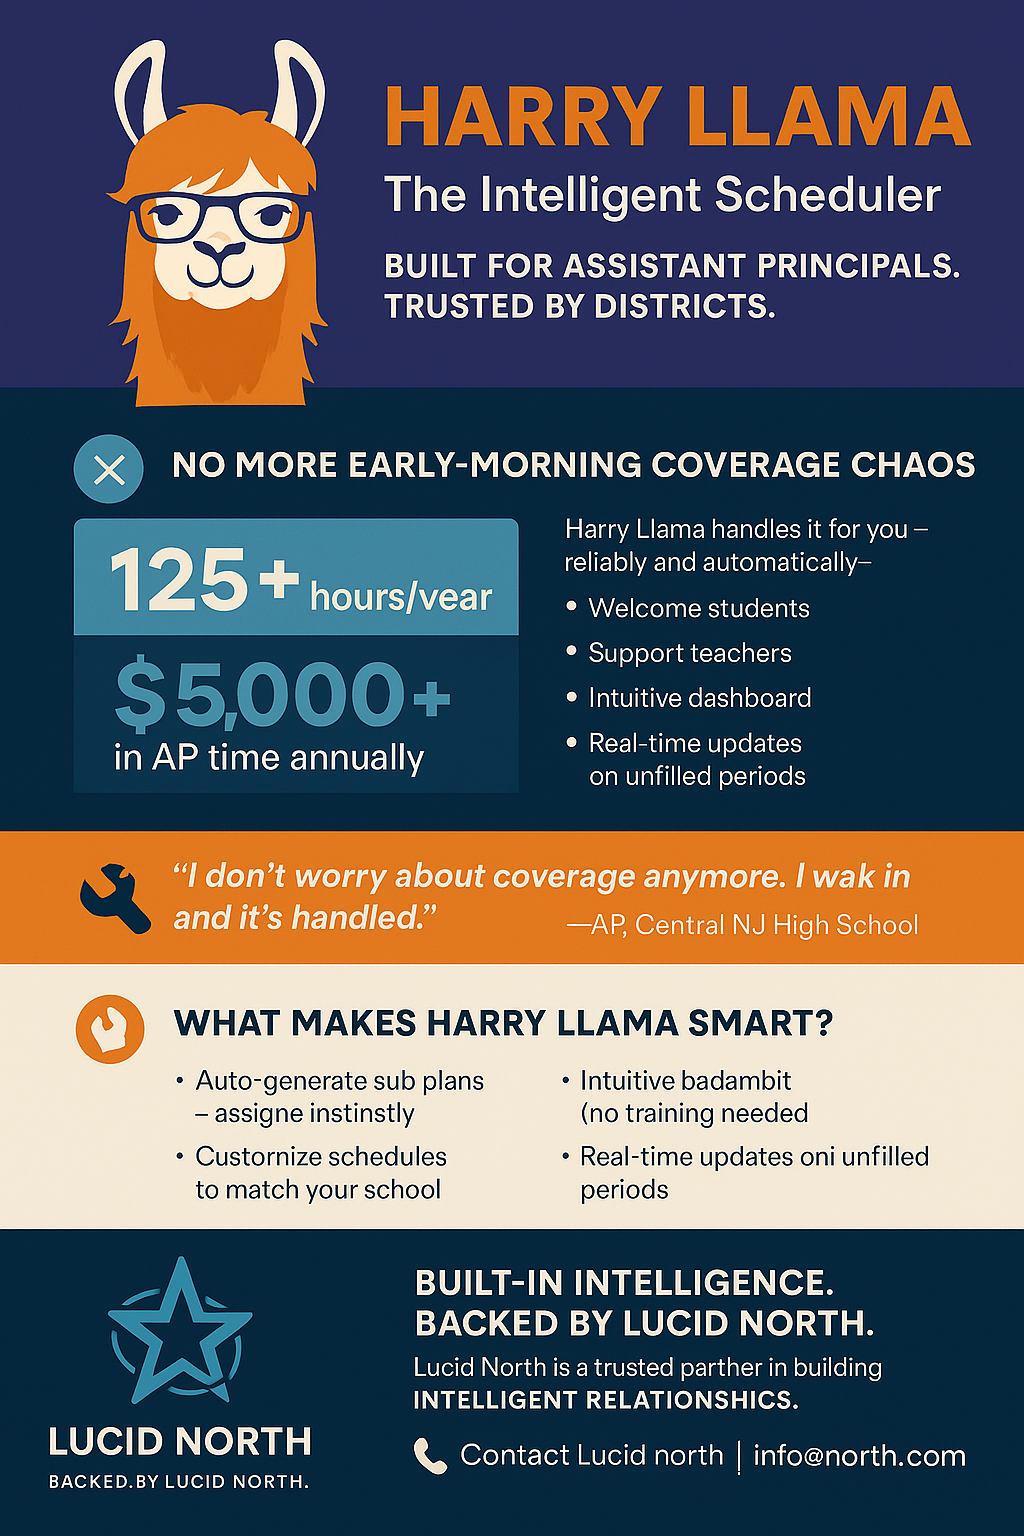 HARRY LLAMA
The Intelligent Scheduler
BUILT FOR ASSISTANT PRINCIPALS.
TRUSTED BY DISTRICTS.
NO MORE EARLY-MORNING COVERAGE CHAOS
125+ hours/year
$5,000+
in AP time annually
Harry Llama handles it for you –
reliably and automatically–
• Welcome students
• Support teachers
• Intuitive dashboard
• Real-time updates
on unfilled periods
“I don’t worry about coverage anymore. I wak in
and it’s handled.”
—AP, Central NJ High School
WHAT MAKES HARRY LLAMA SMART?
• Auto-generate sub plans
– assigne instinstly
• Custornize schedules
to match your school
• Intuitive badambit
(no training needed
• Real-time updates oni unfilled
periods
LUCID NORTH
BACKED.BY LUCID NORTH.
BUILT-IN INTELLIGENCE.
BACKED BY LUCID NORTH.
Lucid North is a trusted parther in building
INTELLIGENT RELATIONSHICS.
Contact Lucid north | info@north.com